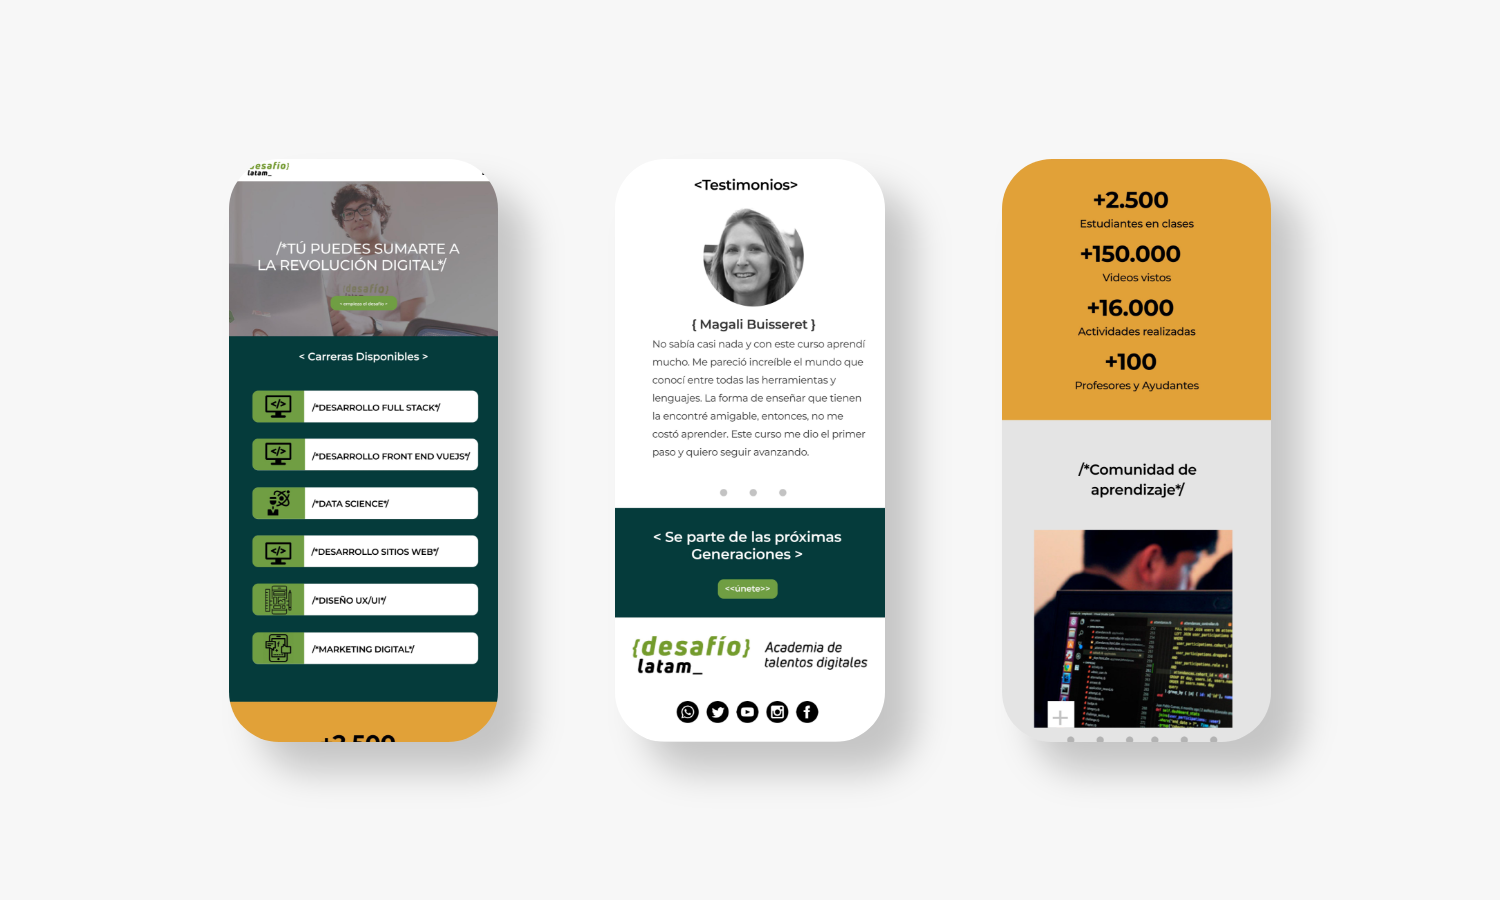 {desafío}
latam_
/*TÚ PUEDES SUMARTE A
LA REVOLUCIÓN DIGITAL*/
{desafío}
< empieza el desafío >
< Carreras Disponibles >
/*DESARROLLO FULL STACK*/
/*DESARROLLO FRONT END VUEJS*/
/*DATA SCIENCE*/
/*DESARROLLO SITIOS WEB*/
/*DISEÑO UX/UI*/
/*MARKETING DIGITAL*/
+2.500
<Testimonios>
{ Magali Buisseret }
No sabía casi nada y con este curso aprendí
mucho. Me pareció increíble el mundo que
conocí entre todas las herramientas y
lenguajes. La forma de enseñar que tienen
la encontré amigable, entonces, no me
costó aprender. Este curso me dio el primer
paso y quiero seguir avanzando.
< Se parte de las próximas
Generaciones >
<<únete>>
{desafío}
latam_
Academia de
talentos digitales
+2.500
Estudiantes en clases
+150.000
Videos vistos
+16.000
Actividades realizadas
+100
Profesores y Ayudantes
/*Comunidad de
aprendizaje*/